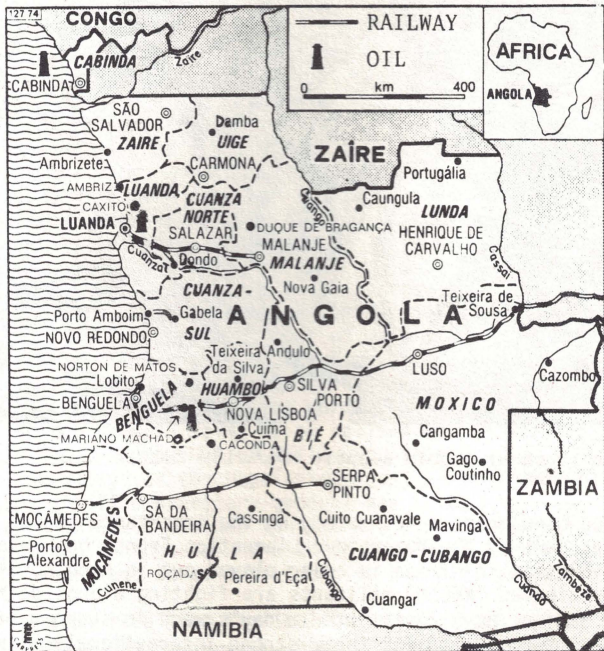 127 74
CONGO
RAILWAY
OIL
0 km 400
AFRICA
ANGOLA
Zaire
CABINDA
CABINDA
SÃO
SALVADOR
ZAIRE
Damba
UIGE
CARMONA
ZAÏRE
Ambrizete
AMBRIZ
LUANDA
CAXITO
LUANDA
CUANZA
NORTE
SALAZAR
DUQUE DE BRAGANÇA
MALANJE
MALANJE
Cuanza
Dondo
Nova Gaia
Cuango
Portugália
Caungula
LUNDA
HENRIQUE DE
CARVALHO
Cassai
CUANZA-
SUL
Gabela
Porto Amboim
NOVO REDONDO
ANGOLA
Teixeira de
Sousa
Teixeira
da Silva
Andulo
NORTON DE MATOS
Lobito
BENGUELA
BENGUELA
HUAMBO
SILVA
PORTO
LUSO
NOVA LISBOA
Cuima
CACONDA
MARIANO MACHADO
BIÉ
Cazombo
MOXICO
Cangamba
Gago
Coutinho
ZAMBIA
SERPA
PINTO
MOÇÂMEDES
SÁ DA
BANDEIRA
Cassinga
Cuito Cuanavale
Mavinga
Porto
Alexandre
MOÇÂMEDES
HUILA
ROÇADAS
Pereira d'Eça
CUANGO-CUBANGO
Cunene
Cubango
Cuangar
Cuando
Zambeze
NAMIBIA